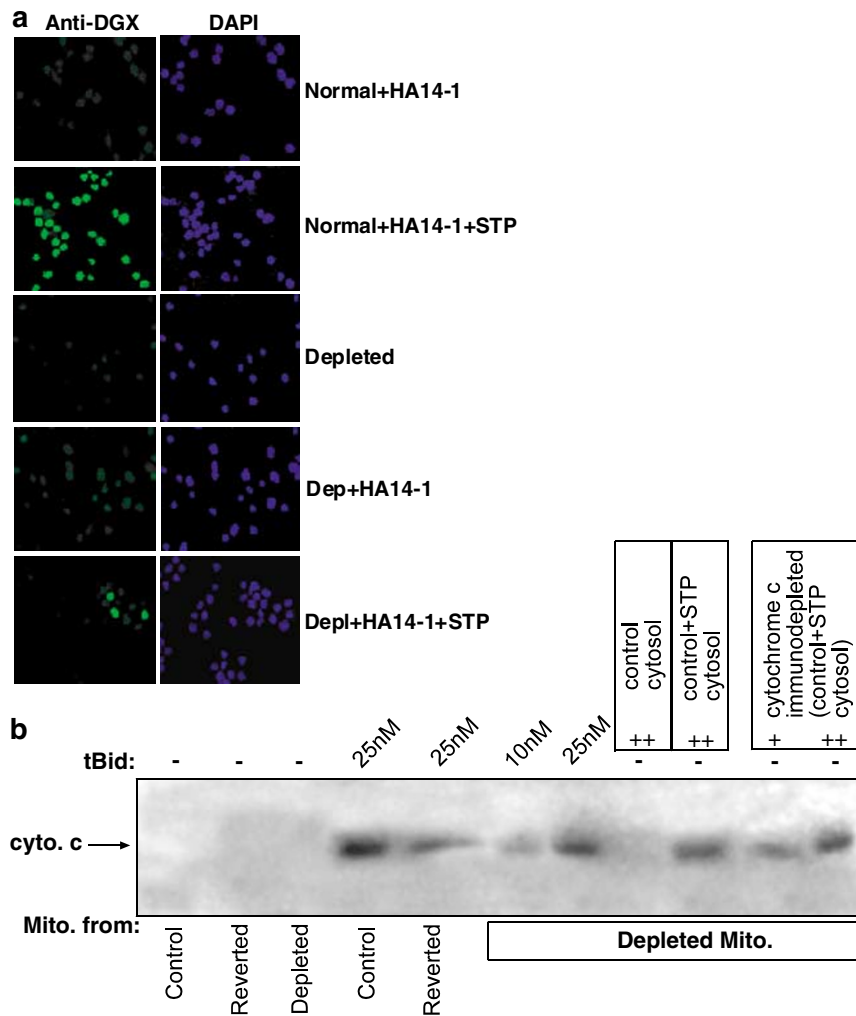 a
Anti-DGX DAPI
Normal+HA14-1
Normal+HA14-1+STP
Depleted
Dep+HA14-1
Depl+HA14-1+STP
b
control
cytosol
++
control+STP
cytosol
++
cytochrome c
immunodepleted
(control+STP
cytosol)
+ ++
tBid: - - - 25nM 25nM 10nM 25nM - - - -
cyto. c
Mito. from:
Control
Reverted
Depleted
Control
Reverted
Depleted Mito.